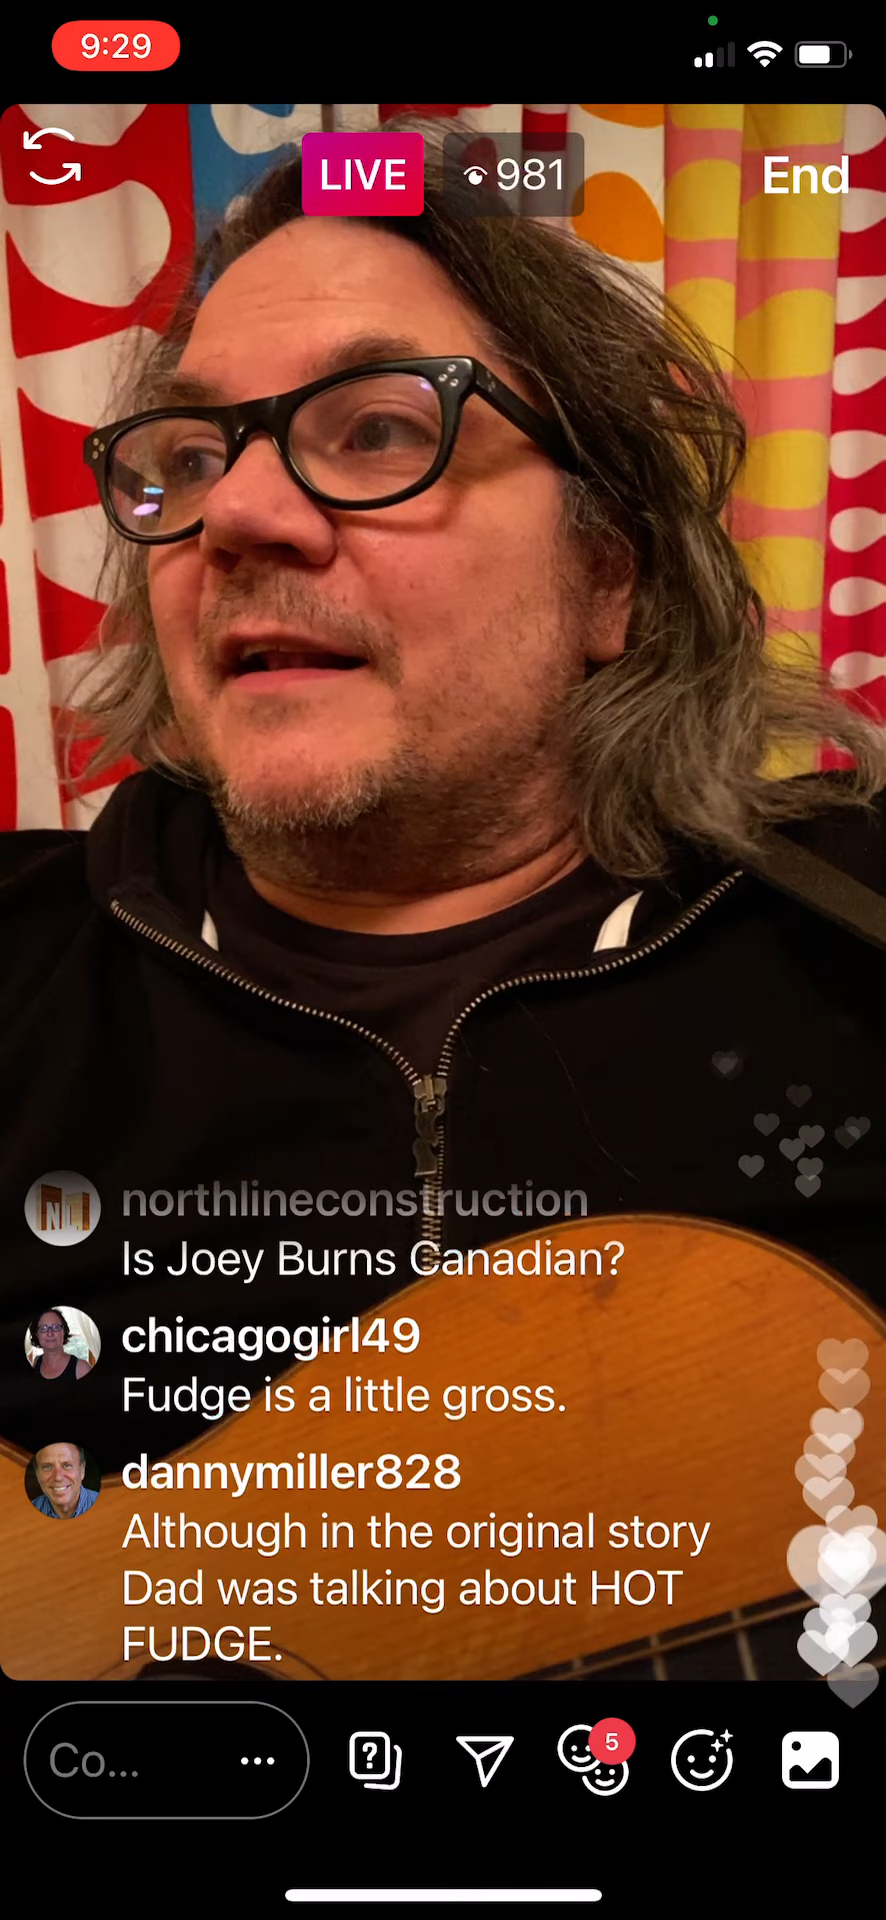 9:29
LIVE
981
End
northlineconstruction
Is Joey Burns Canadian?
chicagogirl49
Fudge is a little gross.
dannymiller828
Although in the original story
Dad was talking about HOT
FUDGE.
Co...
5